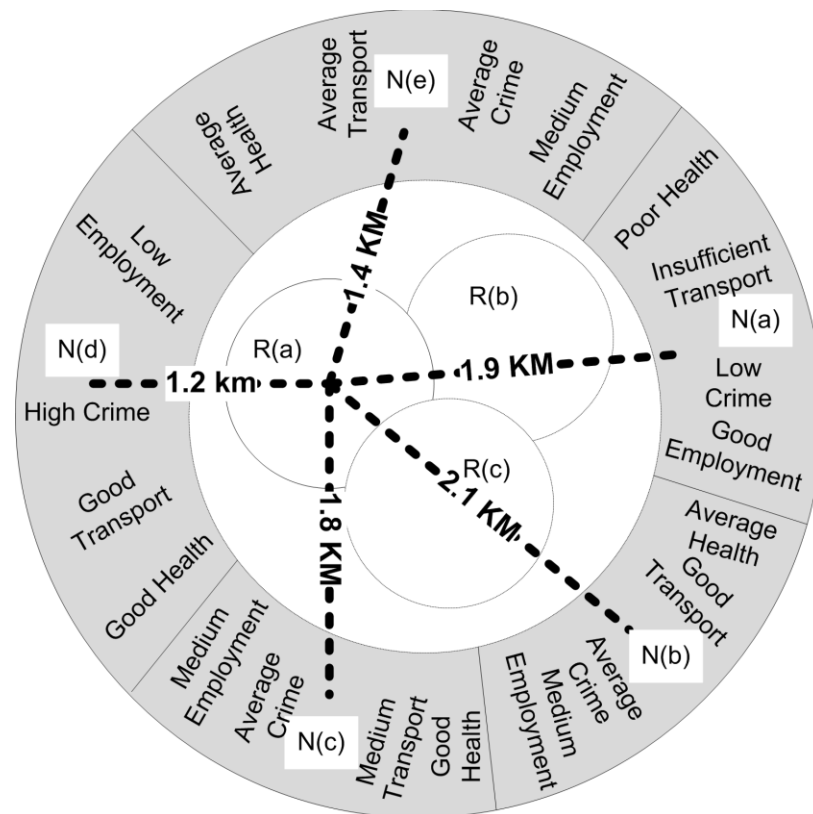 Average
Transport
N(e)
Average
Crime
Medium
Employment
Average
Health
Poor Health
Insufficient
Transport
N(a)
Low
Crime
Good
Employment
Average
Health
Good
Transport
N(b)
Average
Crime
Medium
Employment
Good
Health
Medium
Transport
N(c)
Average
Crime
Medium
Employment
Good Health
Good
Transport
High Crime
N(d)
Low
Employment
R(a)
R(b)
R(c)
1.4 KM
1.9 KM
2.1 KM
1.8 KM
1.2 km